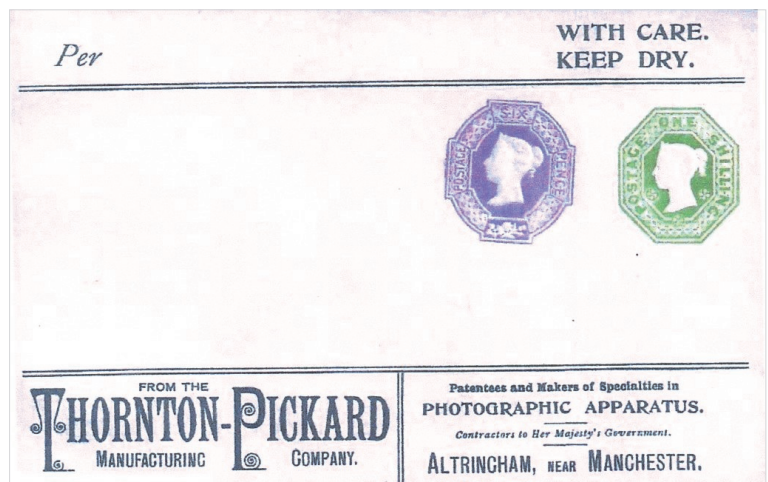 Per
WITH CARE.
KEEP DRY.
POSTAGE SIX PENCE
POSTAGE ONE SHILLING
FROM THE
THORNTON-PICKARD
MANUFACTURING COMPANY.
Patentees and Makers of Specialties in
PHOTOGRAPHIC APPARATUS.
Contractors to Her Majesty's Government.
ALTRINCHAM, NEAR MANCHESTER.